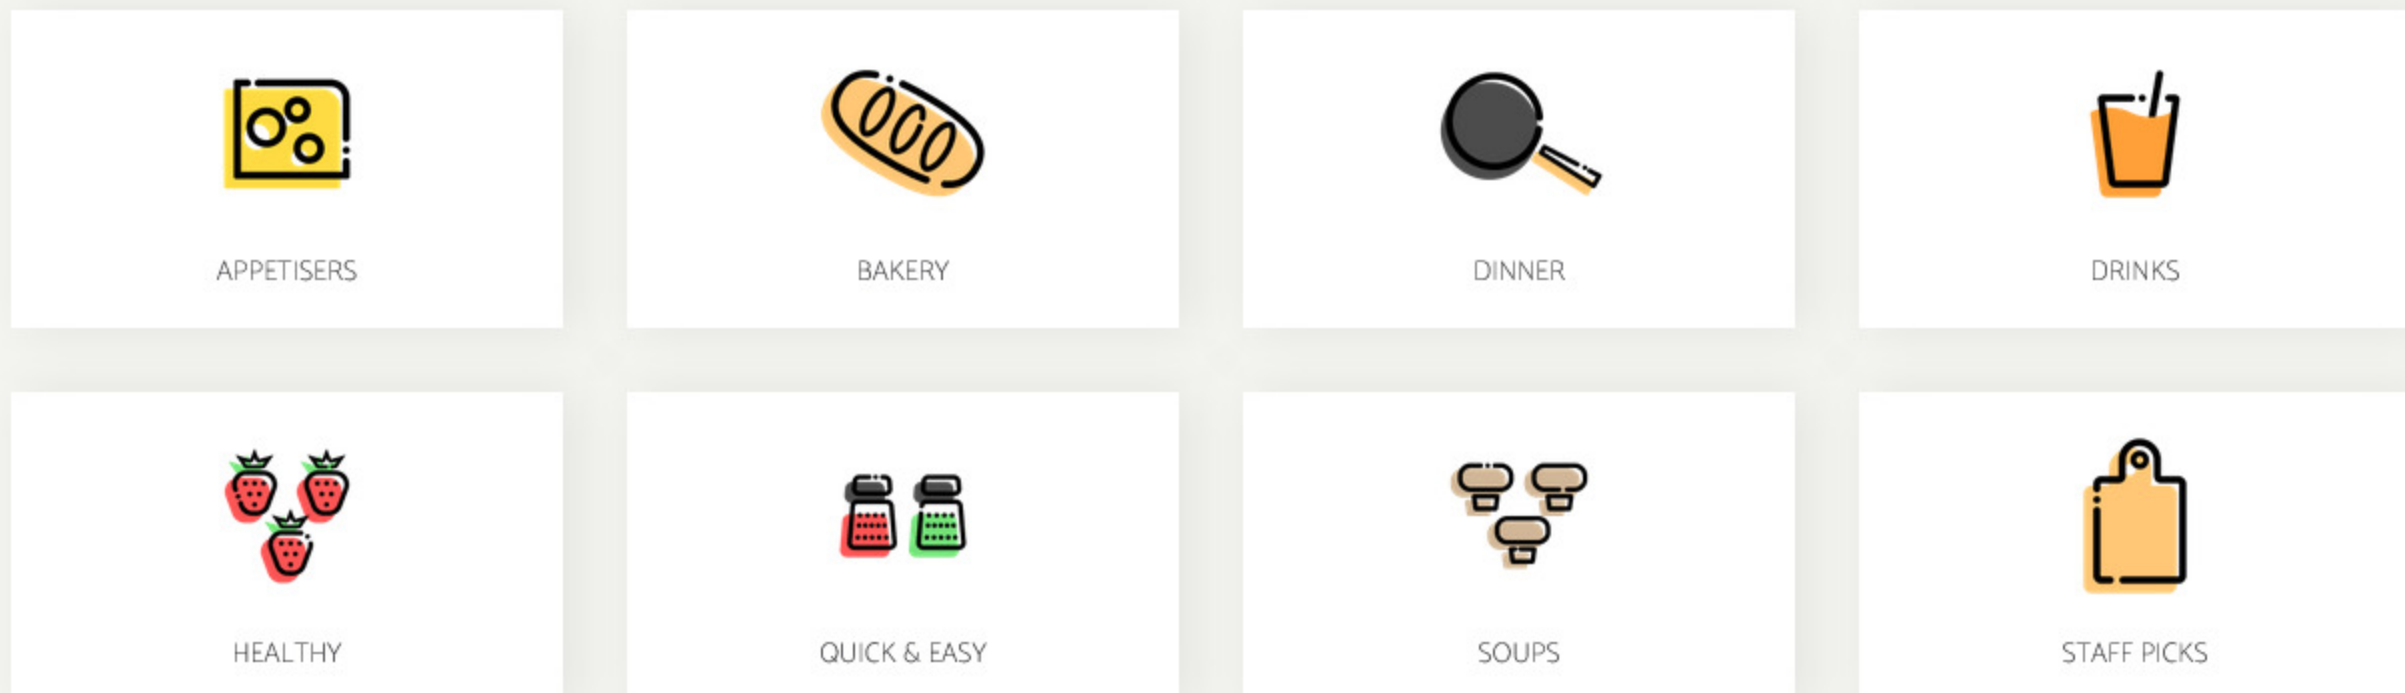 APPETISERS
BAKERY
DINNER
DRINKS
HEALTHY
QUICK & EASY
SOUPS
STAFF PICKS